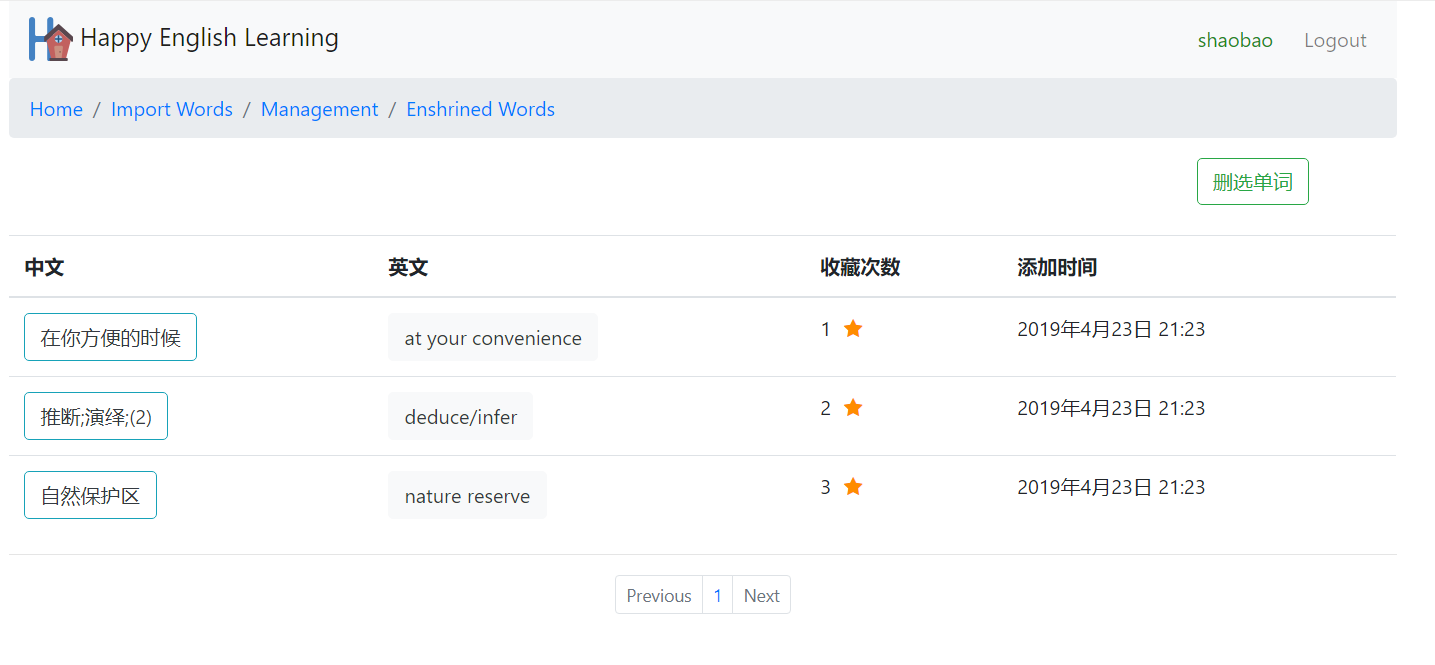 Happy English Learning shaobao Logout
Home / Import Words / Management / Enshrined Words
删选单词
中文 英文 收藏次数 添加时间
在你方便的时候 at your convenience 1 2019年4月23日 21:23
推断;演绎;(2) deduce/infer 2 2019年4月23日 21:23
自然保护区 nature reserve 3 2019年4月23日 21:23
Previous 1 Next